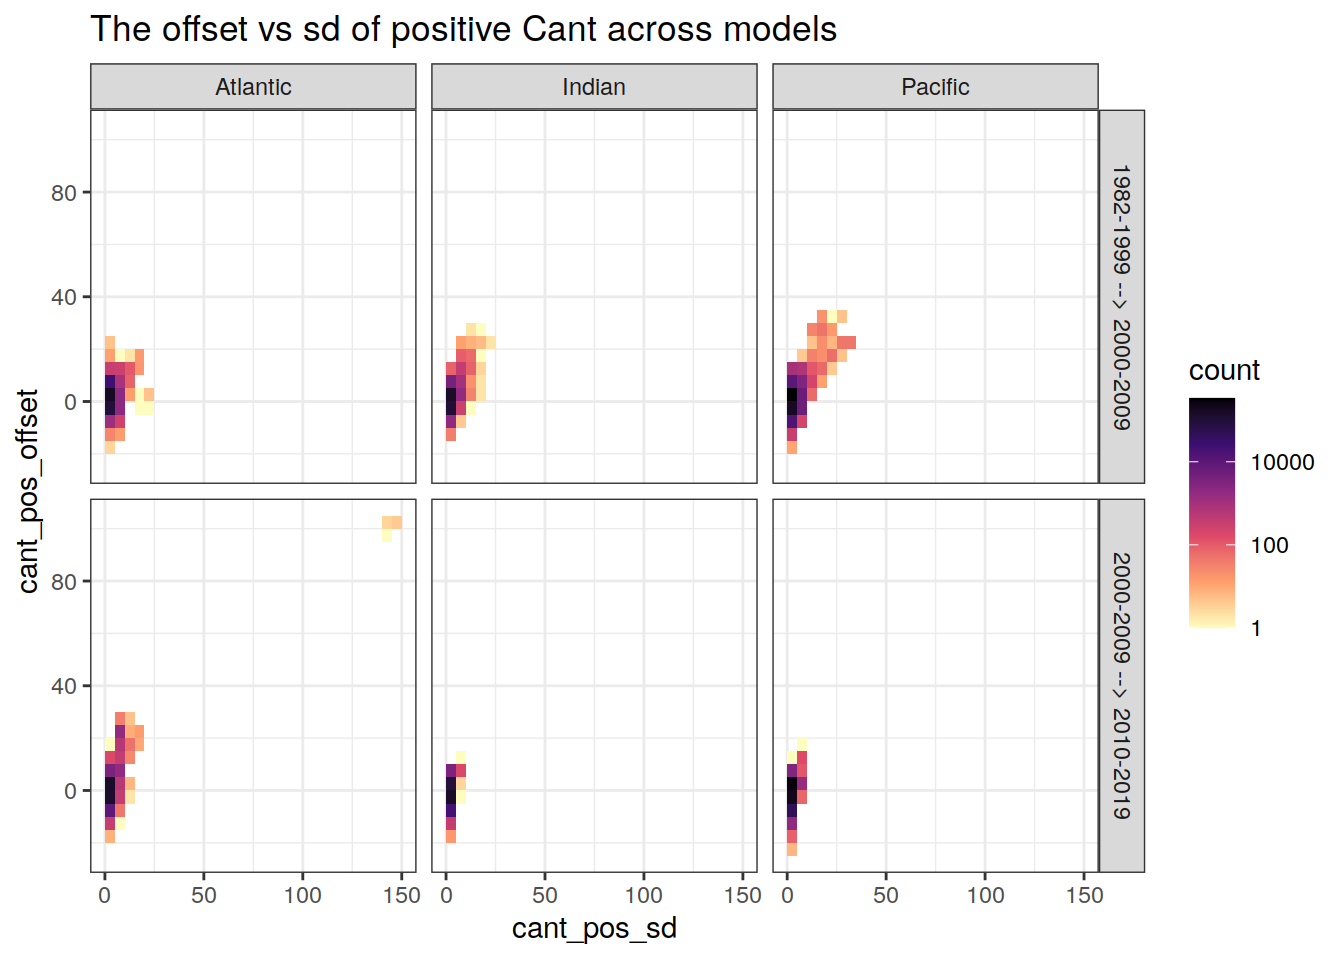 The offset vs sd of positive Cant across models
Atlantic
Indian
Pacific
80
40
0
1982-1999 --> 2000-2009
80
40
0
2000-2009 --> 2010-2019
0
50
100
150
0
50
100
150
0
50
100
150
cant_pos_sd
cant_pos_offset
count
10000
100
1